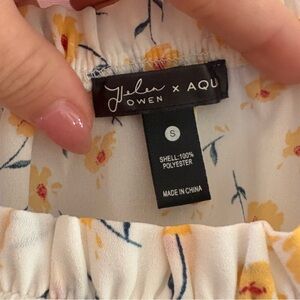 Helen x AQU
OWEN
S
SHELL:100%
POLYESTER
MADE IN CHINA